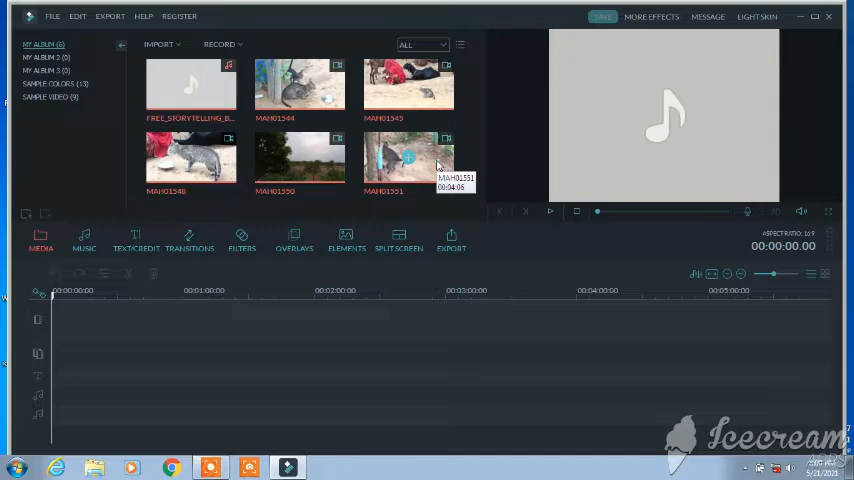 FILE EDIT EXPORT HELP REGISTER SAVE MORE EFFECTS MESSAGE LIGHT SKIN
MY ALBUM (6)
MY ALBUM 2 (0)
MY ALBUM 3 (0)
SAMPLE COLORS (13)
SAMPLE VIDEO (9)
IMPORT RECORD ALL
FREE_STORYTELLING_B... MAH01544 MAH01545
MAH01548 MAH01550 MAH01551
MAH01551
00:04:06
MEDIA MUSIC TEXT/CREDIT TRANSITIONS FILTERS OVERLAYS ELEMENTS SPLIT SCREEN EXPORT
ASPECT RATIO: 16:9
00:00:00.00
00:00:00:00 00:01:00:00 00:02:00:00 00:03:00:00 00:04:00:00 00:05:00:00
Icecream
APPS
5/21/2021